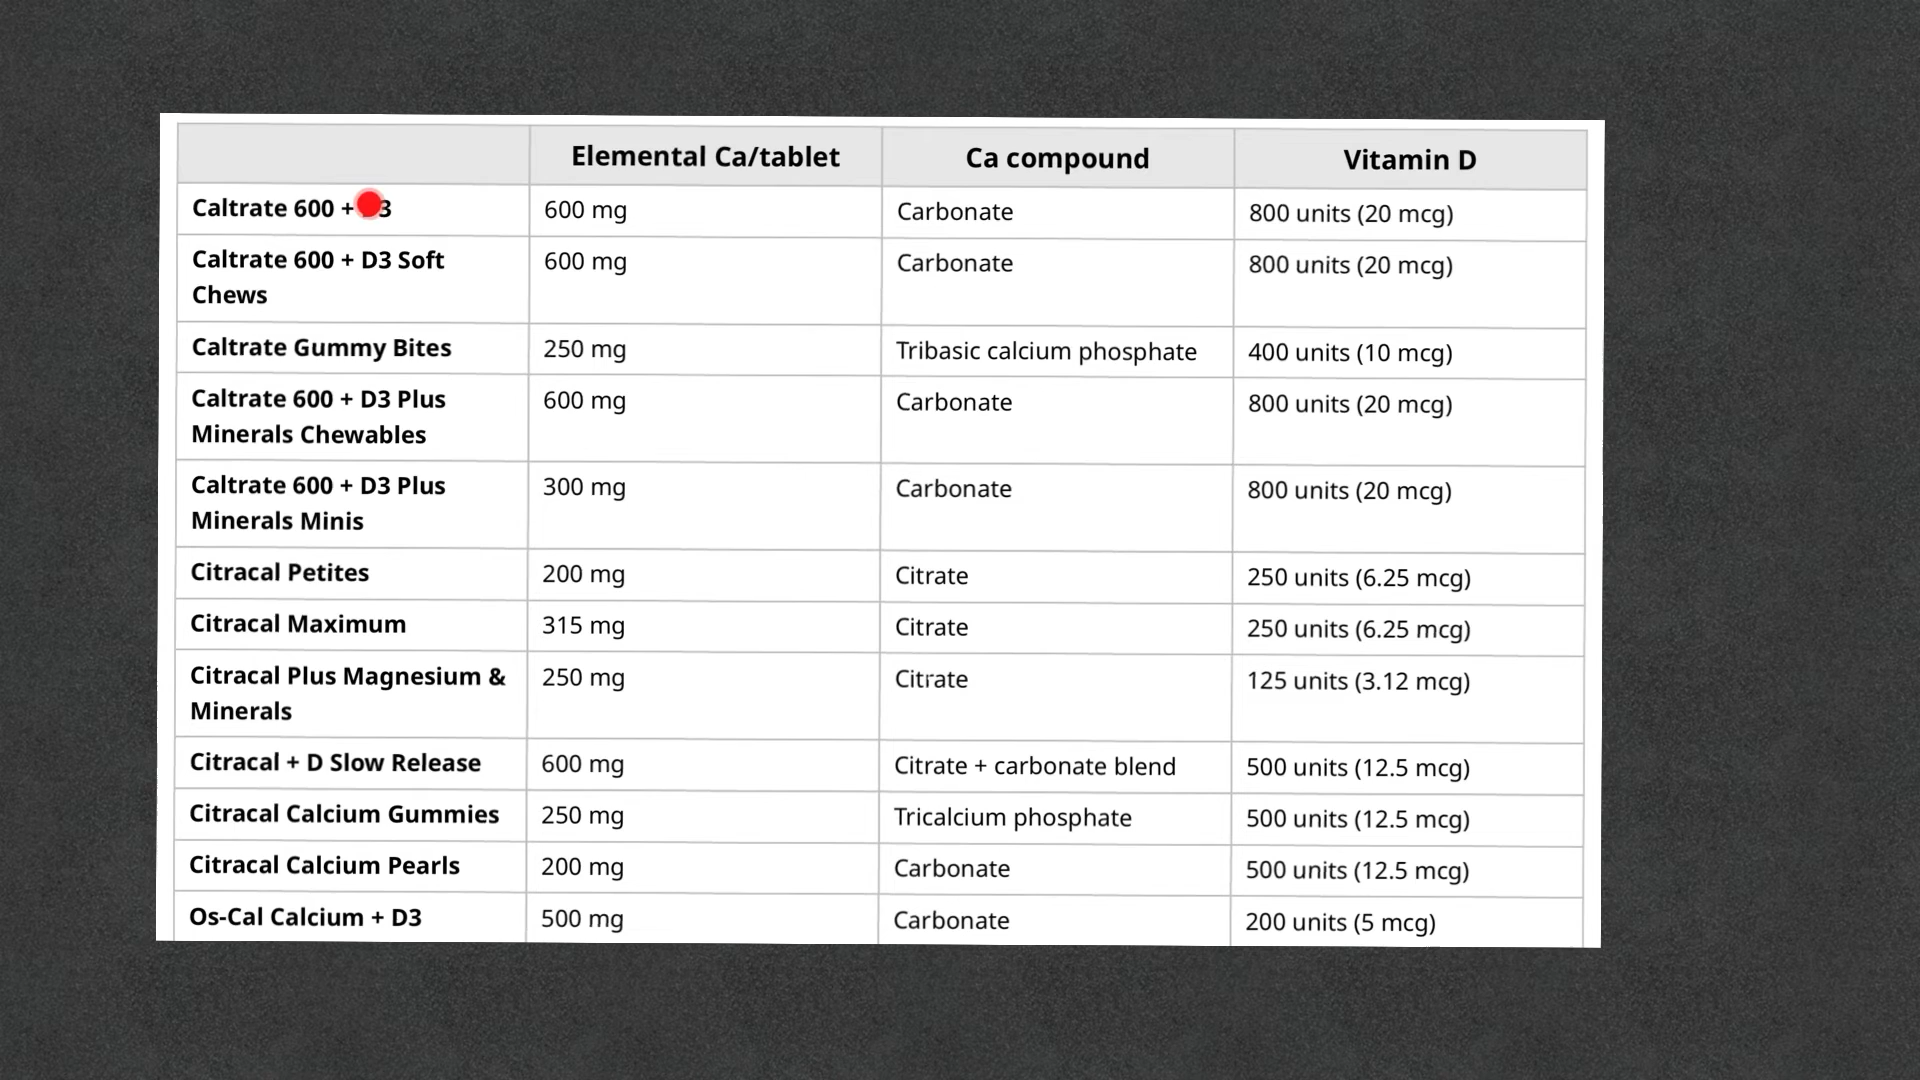 Elemental Ca/tablet Ca compound Vitamin D
Caltrate 600 + 3 600 mg Carbonate 800 units (20 mcg)
Caltrate 600 + D3 Soft 600 mg Carbonate 800 units (20 mcg)
Chews
Caltrate Gummy Bites 250 mg Tribasic calcium phosphate 400 units (10 mcg)
Caltrate 600 + D3 Plus 600 mg Carbonate 800 units (20 mcg)
Minerals Chewables
Caltrate 600 + D3 Plus 300 mg Carbonate 800 units (20 mcg)
Minerals Minis
Citracal Petites 200 mg Citrate 250 units (6.25 mcg)
Citracal Maximum 315 mg Citrate 250 units (6.25 mcg)
Citracal Plus Magnesium & 250 mg Citrate 125 units (3.12 mcg)
Minerals
Citracal + D Slow Release 600 mg Citrate + carbonate blend 500 units (12.5 mcg)
Citracal Calcium Gummies 250 mg Tricalcium phosphate 500 units (12.5 mcg)
Citracal Calcium Pearls 200 mg Carbonate 500 units (12.5 mcg)
Os-Cal Calcium + D3 500 mg Carbonate 200 units (5 mcg)